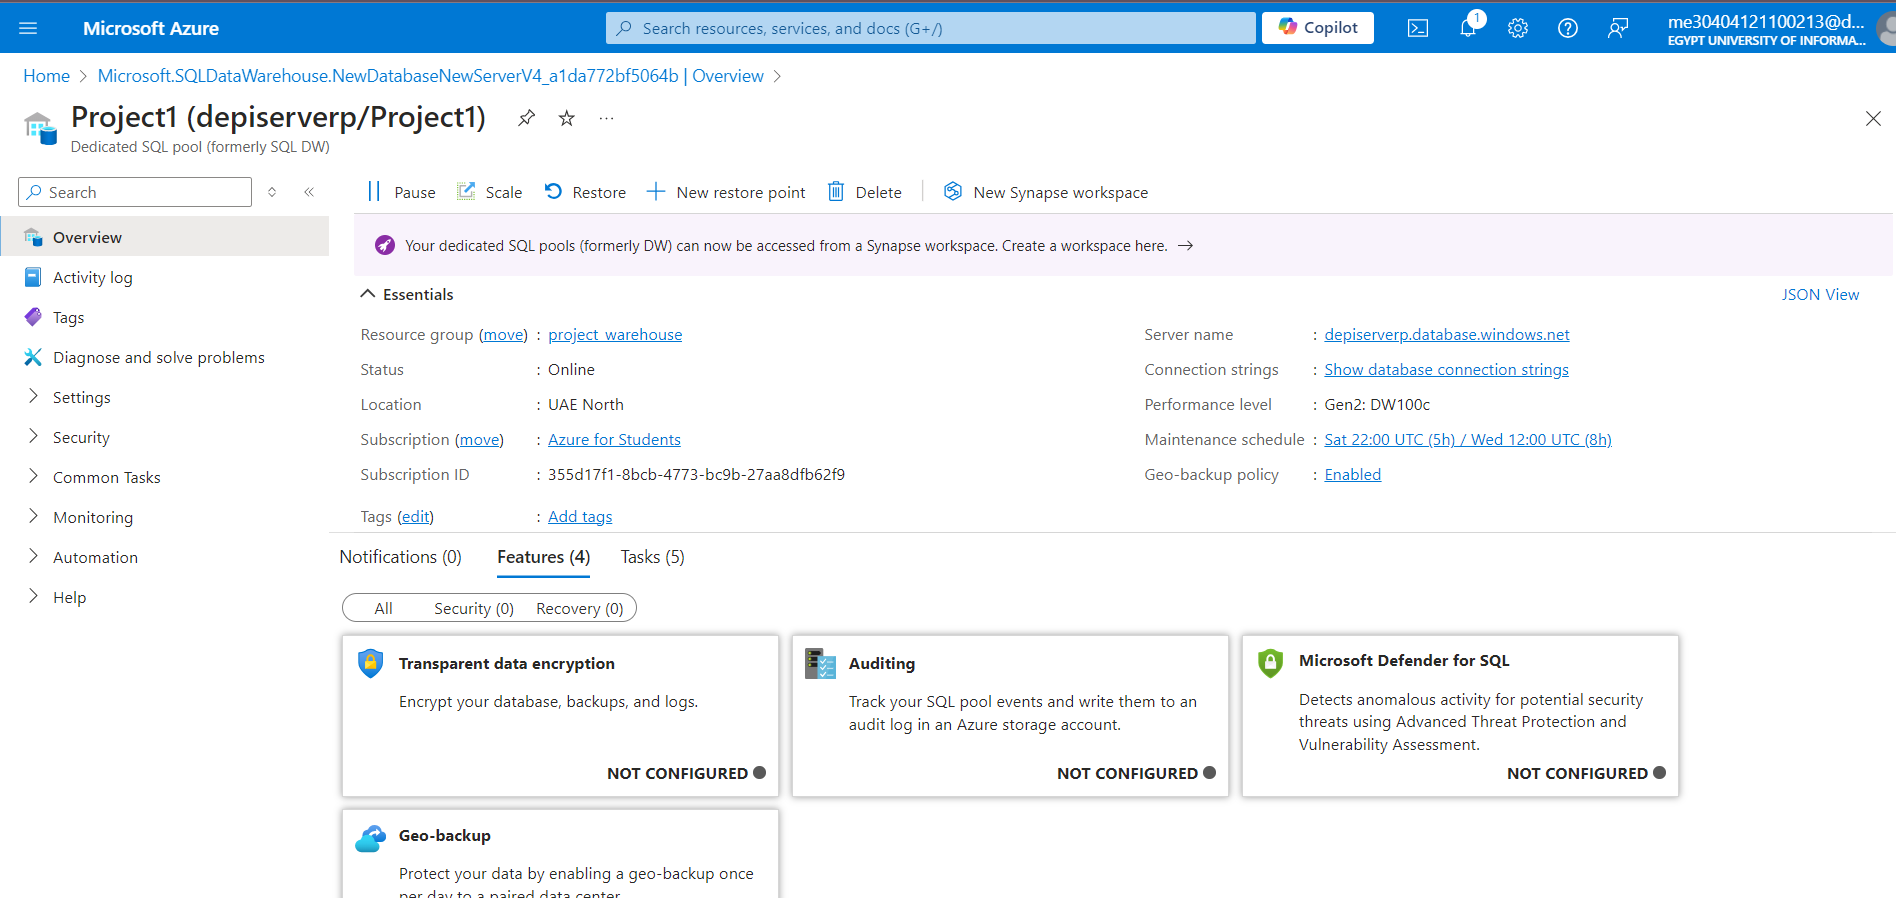 Microsoft Azure
Search resources, services, and docs (G+/)
Copilot
1
me30404121100213@d...
EGYPT UNIVERSITY OF INFORMA...
Home > Microsoft.SQLDataWarehouse.NewDatabaseNewServerV4_a1da772bf5064b | Overview >
Project1 (depiserverp/Project1)
Dedicated SQL pool (formerly SQL DW)
Search
Pause
Scale
Restore
New restore point
Delete
New Synapse workspace
Overview
Activity log
Tags
Diagnose and solve problems
Settings
Security
Common Tasks
Monitoring
Automation
Help
Your dedicated SQL pools (formerly DW) can now be accessed from a Synapse workspace. Create a workspace here. →
Essentials
JSON View
Resource group (move) : project_warehouse
Status : Online
Location : UAE North
Subscription (move) : Azure for Students
Subscription ID : 355d17f1-8bcb-4773-bc9b-27aa8dfb62f9
Tags (edit) : Add tags
Server name : depiserverp.database.windows.net
Connection strings : Show database connection strings
Performance level : Gen2: DW100c
Maintenance schedule : Sat 22:00 UTC (5h) / Wed 12:00 UTC (8h)
Geo-backup policy : Enabled
Notifications (0) Features (4) Tasks (5)
All Security (0) Recovery (0)
Transparent data encryption
Encrypt your database, backups, and logs.
NOT CONFIGURED
Auditing
Track your SQL pool events and write them to an
audit log in an Azure storage account.
NOT CONFIGURED
Microsoft Defender for SQL
Detects anomalous activity for potential security
threats using Advanced Threat Protection and
Vulnerability Assessment.
NOT CONFIGURED
Geo-backup
Protect your data by enabling a geo-backup once
per day to a paired data center.